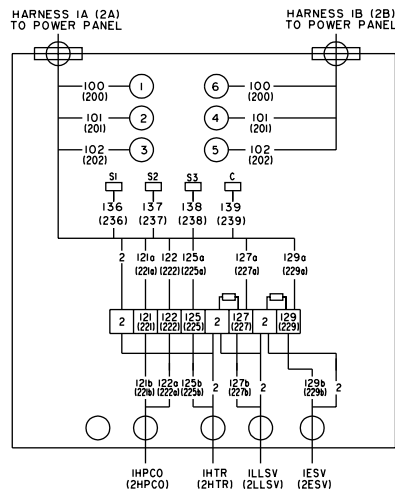 HARNESS 1A (2A)
TO POWER PANEL
HARNESS 1B (2B)
TO POWER PANEL
100
(200)
1
6
100
(200)
101
(201)
2
4
101
(201)
102
(202)
3
5
102
(202)
S1
S2
S3
C
136
(236)
137
(237)
138
(238)
139
(239)
2
121a
(221a)
122
(222)
125a
(225a)
127a
(227a)
129a
(229a)
2
121
(221)
122
(222)
125
(225)
2
127
(227)
2
129
(229)
121b
(221b)
122a
(222a)
125b
(225b)
2
127b
(227b)
2
129b
(229b)
2
1HPCO
(2HPCO)
1HTR
(2HTR)
1LLSV
(2LLSV)
1ESV
(2ESV)